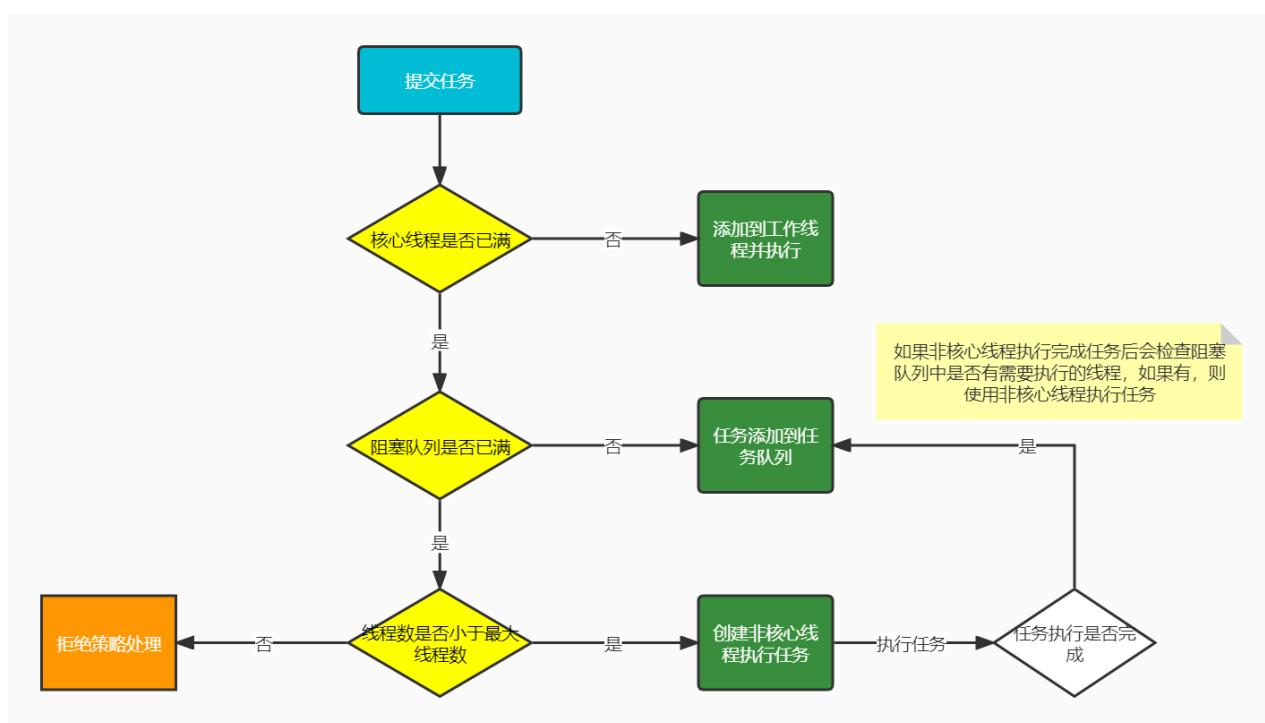 提交任务
核心线程是否已满
否
添加到工作线
程并执行
是
如果非核心线程执行完成任务后会检查阻塞
队列中是否有需要执行的线程，如果有，则
使用非核心线程执行任务
阻塞队列是否已满
否
任务添加到任
务队列
是
是
拒绝策略处理
否
线程数是否小于最大
线程数
是
创建非核心线
程执行任务
执行任务
任务执行是否完
成